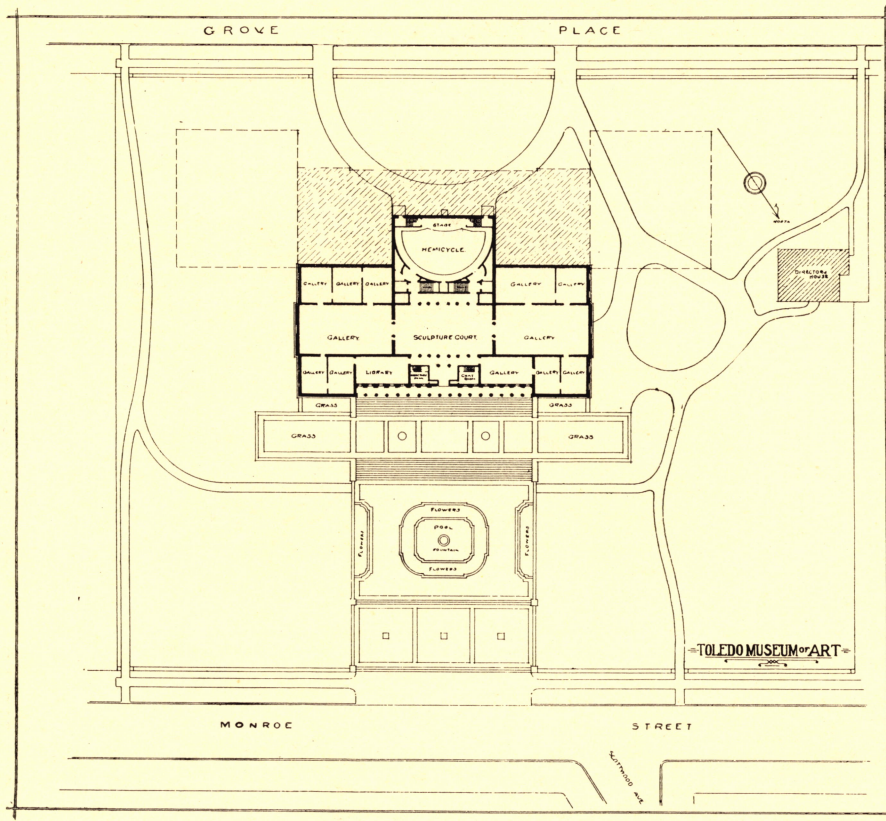 GROVE PLACE
NORTH
STAGE
HEMICYCLE.
DIRECTORS
HOUSE
GALLERY GALLERY GALLERY GALLERY GALLERY
GALLERY. SCULPTURE COURT. GALLERY
GALLERY GALLERY LIBRARY GALLERY GALLERY GALLERY
GRASS GRASS
GRASS GRASS
FLOWERS
POOL
FOUNTAIN
FLOWERS
FLOWERS
FLOWERS
TOLEDO MUSEUM OF ART
MONROE STREET
SCOTTWOOD AVE